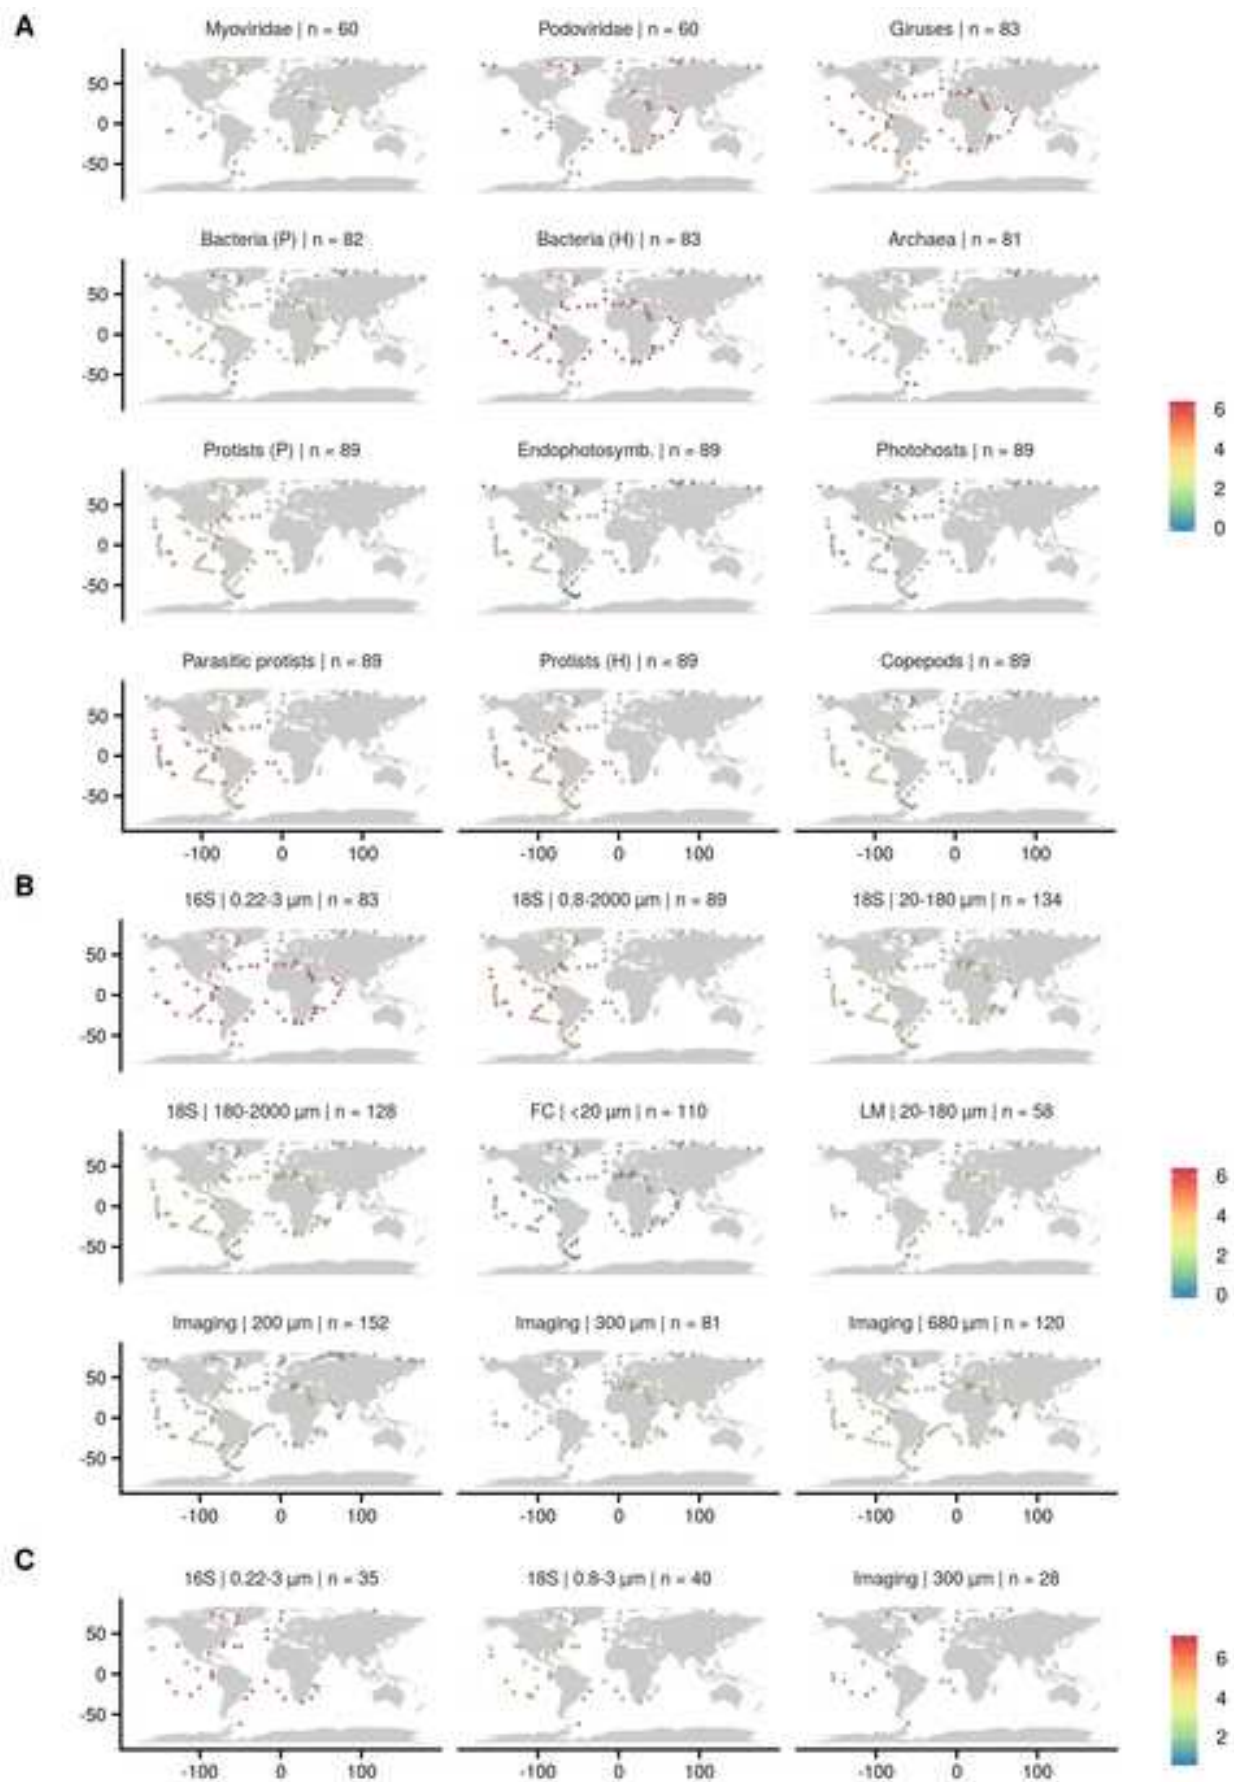 A
Myoviridae | n = 60
Podoviridae | n = 60
Giruses | n = 83
50
0
-50
Bacteria (P) | n = 82
Bacteria (H) | n = 83
Archaea | n = 81
50
0
-50
Protists (P) | n = 89
Endophotosymb. | n = 89
Photohosts | n = 89
50
0
-50
Parasitic protists | n = 89
Protists (H) | n = 89
Copepods | n = 89
50
0
-50
-100 0 100
-100 0 100
-100 0 100
6
4
2
0
B
16S | 0.22-3 µm | n = 83
18S | 0.8-2000 µm | n = 89
18S | 20-180 µm | n = 134
50
0
-50
18S | 180-2000 µm | n = 128
FC | <20 µm | n = 110
LM | 20-180 µm | n = 58
50
0
-50
Imaging | 200 µm | n = 152
Imaging | 300 µm | n = 81
Imaging | 680 µm | n = 120
50
0
-50
-100 0 100
-100 0 100
-100 0 100
6
4
2
0
C
16S | 0.22-3 µm | n = 35
18S | 0.8-3 µm | n = 40
Imaging | 300 µm | n = 28
50
0
-50
-100 0 100
-100 0 100
-100 0 100
6
4
2